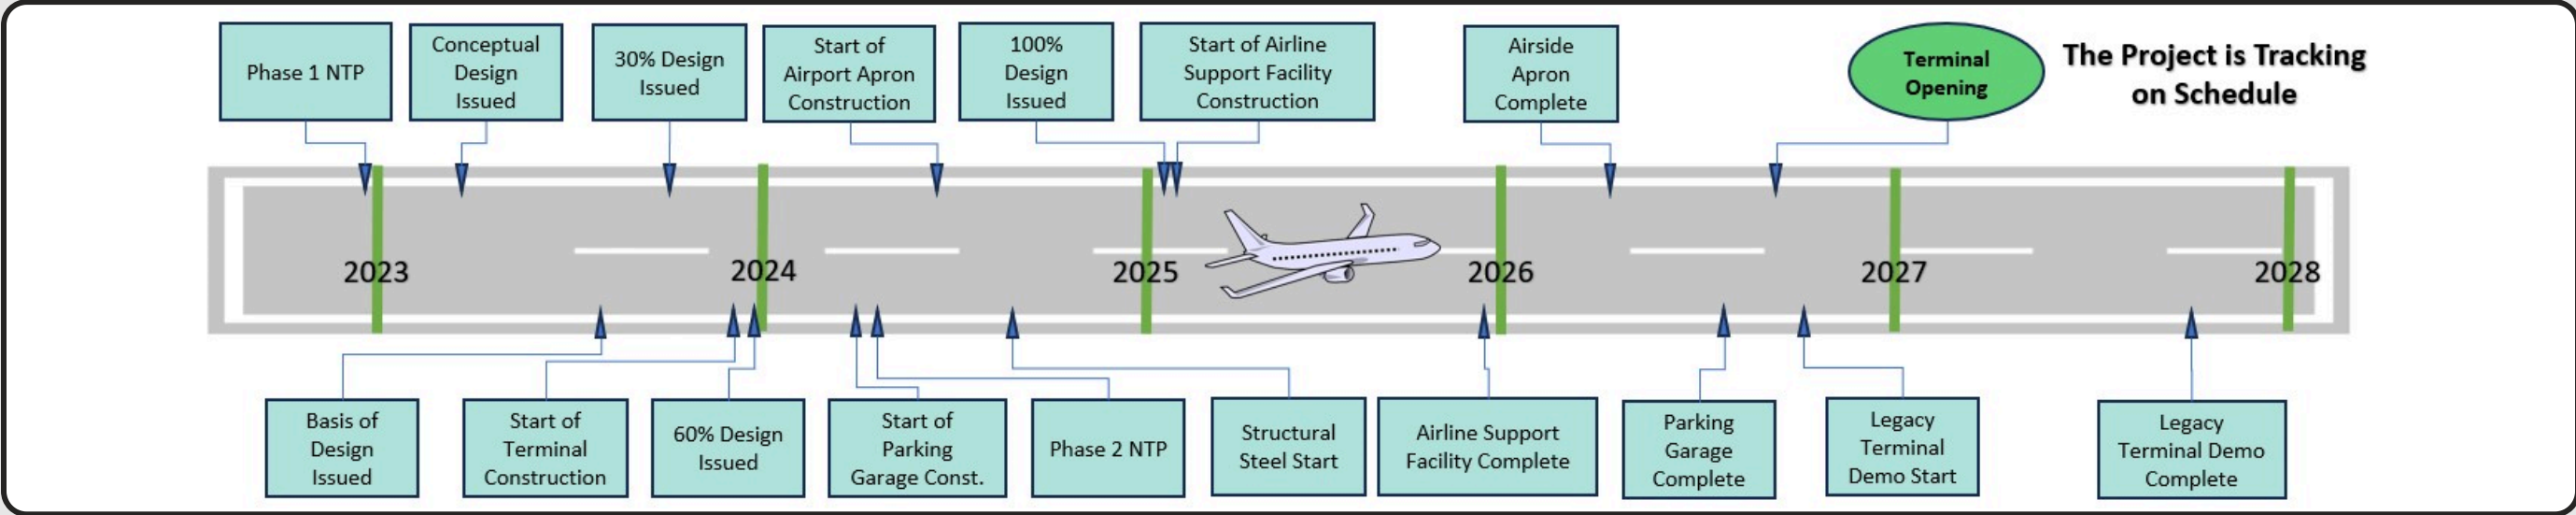 Phase 1 NTP
Conceptual
Design
Issued
30% Design
Issued
Start of
Airport Apron
Construction
100%
Design
Issued
Start of Airline
Support Facility
Construction
Airside
Apron
Complete
Terminal
Opening
The Project is Tracking
on Schedule
2023
2024
2025
2026
2027
2028
Basis of
Design
Issued
Start of
Terminal
Construction
60% Design
Issued
Start of
Parking
Garage Const.
Phase 2 NTP
Structural
Steel Start
Airline Support
Facility Complete
Parking
Garage
Complete
Legacy
Terminal
Demo Start
Legacy
Terminal Demo
Complete